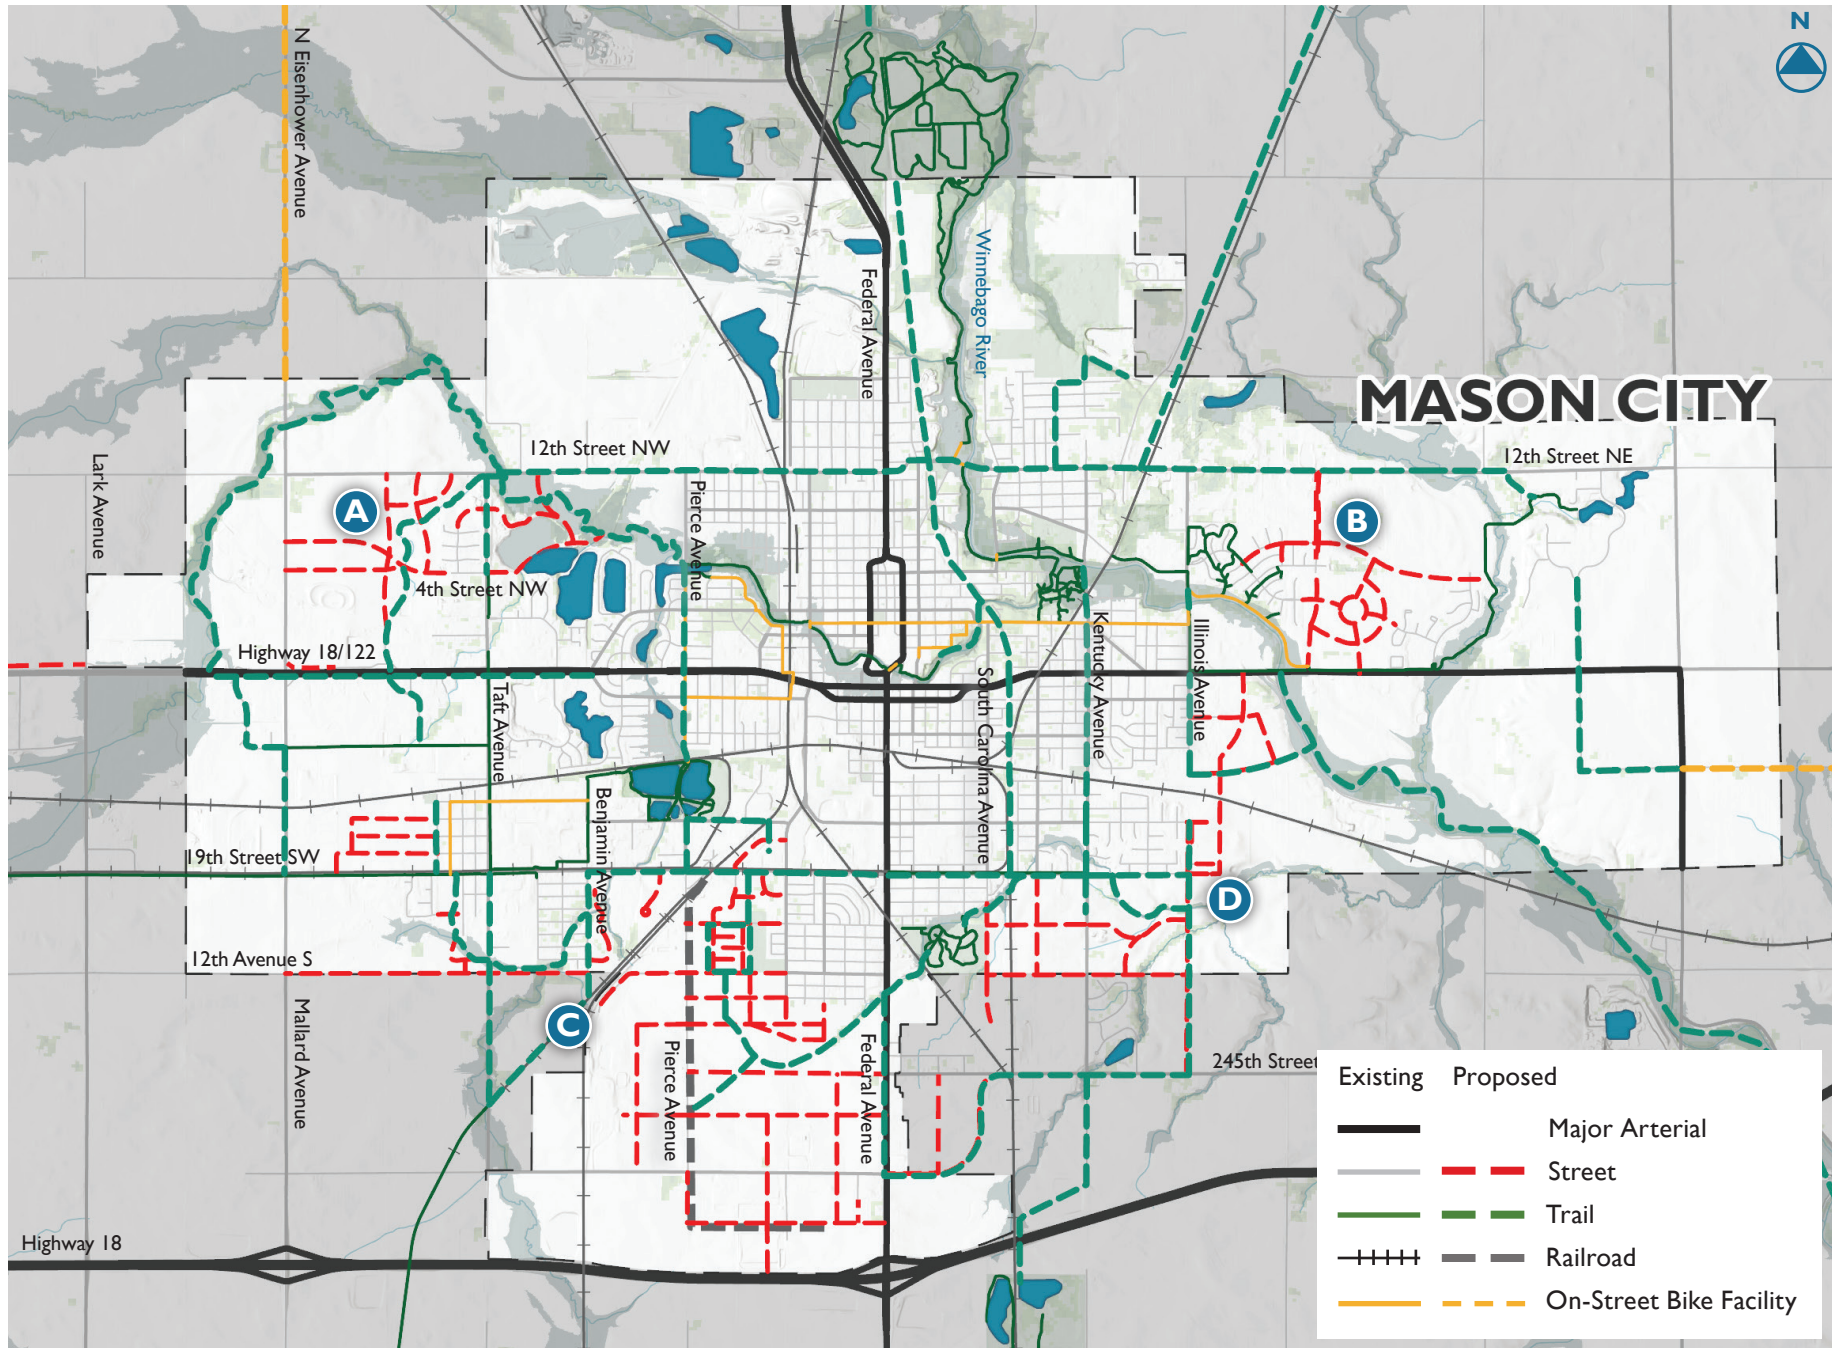 N
N Eisenhower Avenue
Federal Avenue
Winnebago River
MASON CITY
12th Street NW
12th Street NE
Lark Avenue
Pierce Avenue
A
B
4th Street NW
Kentucky Avenue
Illinois Avenue
Highway 18/122
South Carolina Avenue
Taft Avenue
Benjamin Avenue
19th Street SW
D
12th Avenue S
C
Mallard Avenue
Pierce Avenue
Federal Avenue
245th Street
Highway 18
Existing Proposed
Major Arterial
Street
Trail
Railroad
On-Street Bike Facility